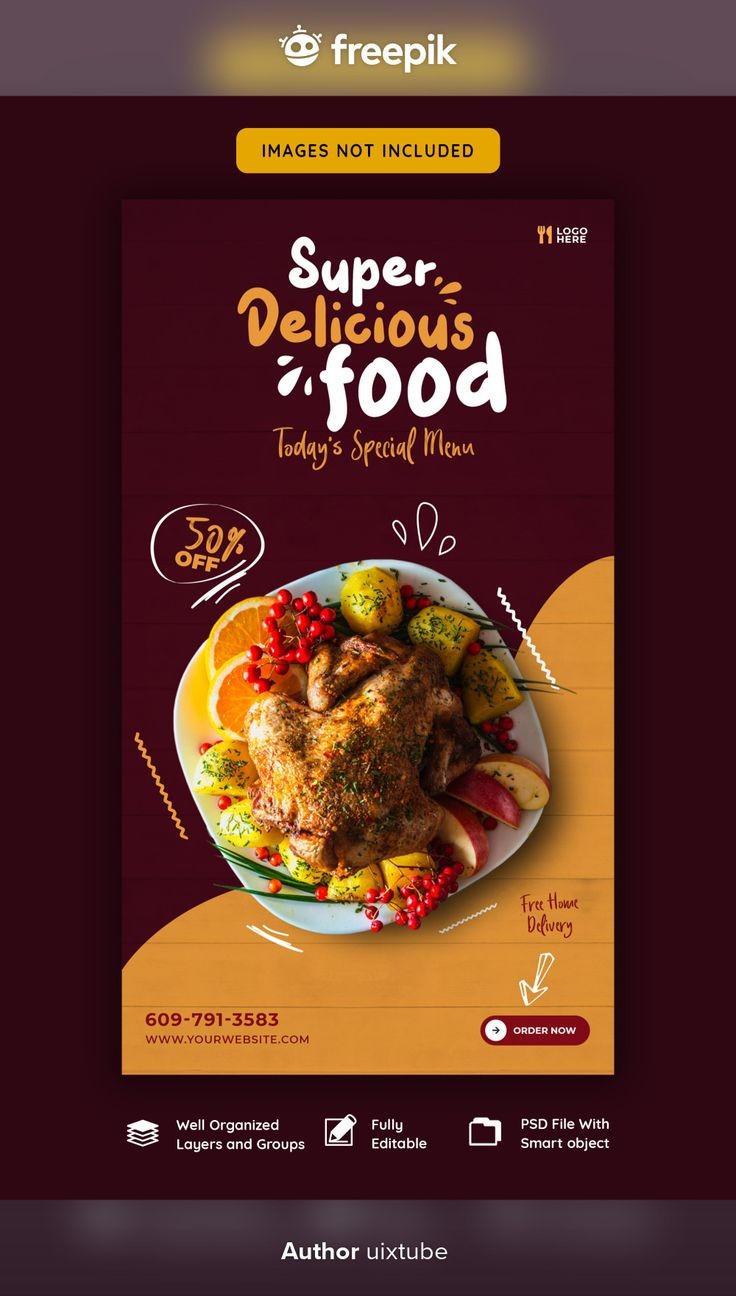 freepik
IMAGES NOT INCLUDED
LOGO
HERE
Super
Delicious
food
Today's Special Menu
50%
OFF
Free Home
Delivery
609-791-3583
WWW.YOURWEBSITE.COM
ORDER NOW
Well Organized
Layers and Groups
Fully
Editable
PSD File With
Smart object
Author uixtube